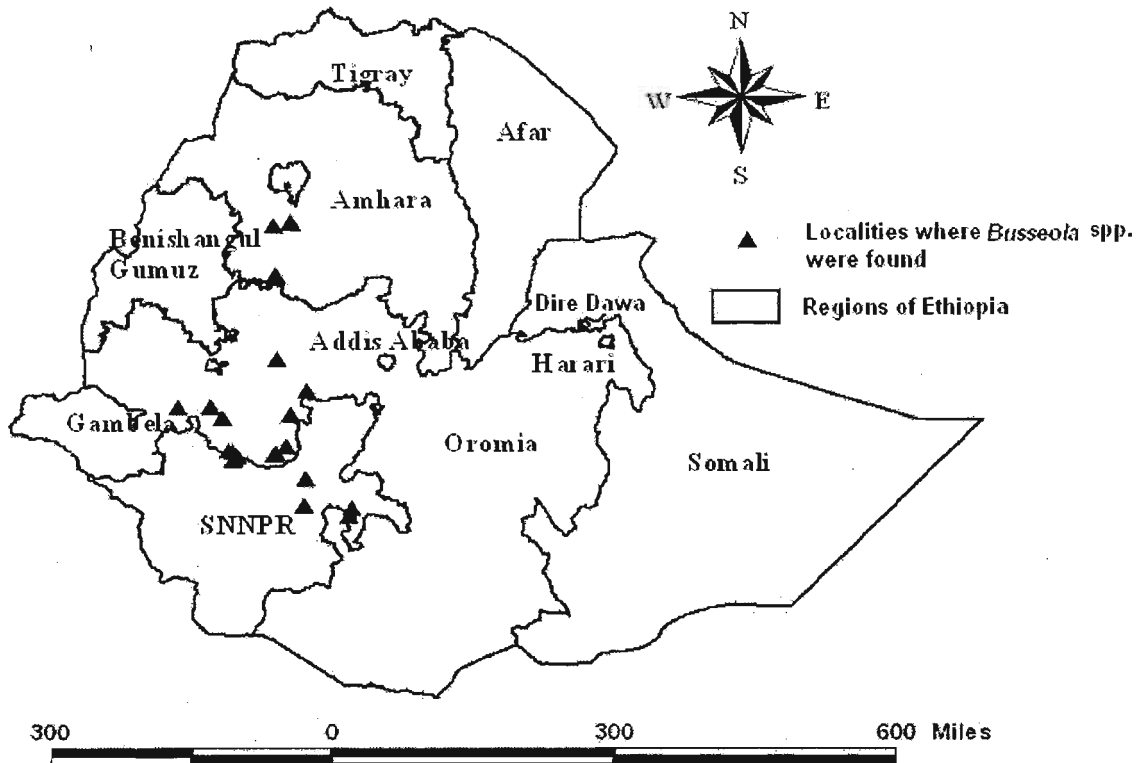 N
Tigray
W
E
Afar
S
Amhara
Benishangul
Gumuz
Localities where Busseola spp.
were found
Dire Dawa
Regions of Ethiopia
Addis Ababa
Harari
Gambela
Oromia
Somali
SNNPR
300 0 300 600 Miles